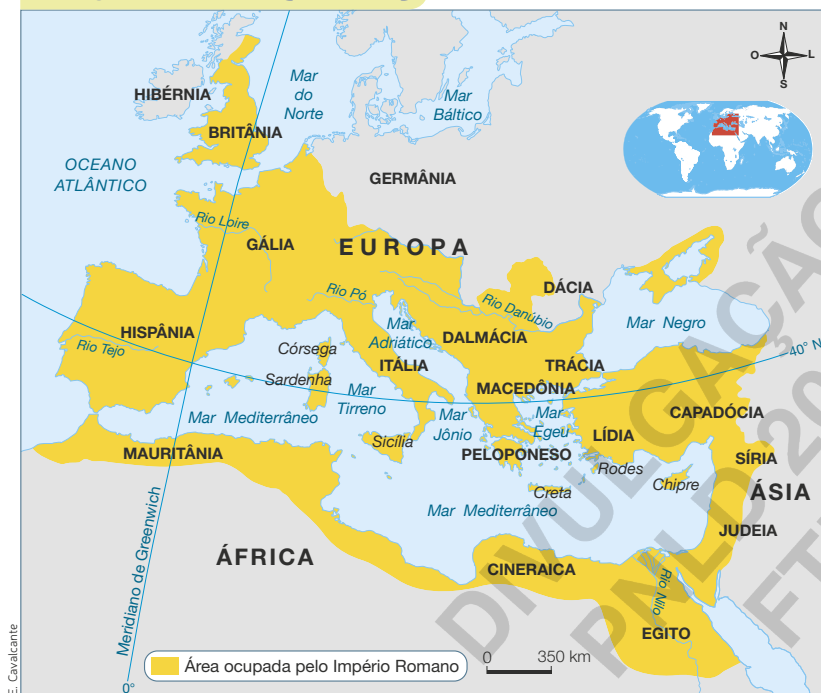 N
O
L
S
HIBÉRNIA
Mar
do
Norte
Mar
Báltico
BRITÂNIA
OCEANO
ATLÂNTICO
GERMÂNIA
Rio Loire
GÁLIA
EUROPA
DÁCIA
Rio Pó
Rio Danúbio
Mar Negro
HISPÂNIA
Mar
Adriático
DALMÁCIA
Rio Tejo
Córsega
ITÁLIA
TRÁCIA
40° N
Sardenha
Mar
Tirreno
MACEDÔNIA
CAPADÓCIA
Mar Mediterrâneo
Mar
Jônio
Mar
Egeu
LÍDIA
Sicília
MAURITÂNIA
PELOPONESO
Rodes
SÍRIA
Chipre
ÁSIA
Creta
Mar Mediterrâneo
JUDEIA
ÁFRICA
CINERAICA
Rio Nilo
EGITO
Meridiano de Greenwich
0°
Área ocupada pelo Império Romano
0 350 km
E. Cavalcante
DIVULGAÇÃO
PNLD 20
FT